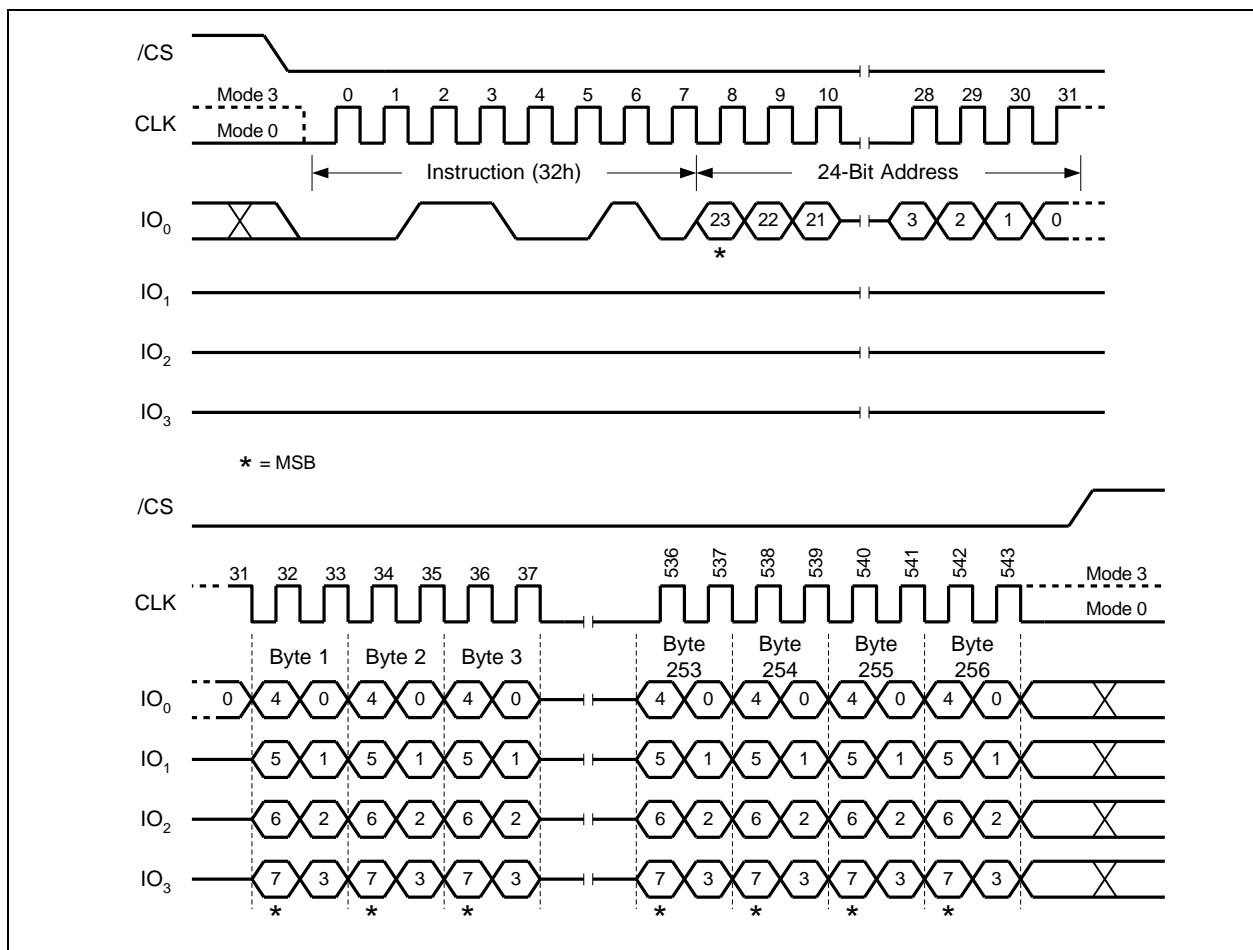 /CS
Mode 3 0 1 2 3 4 5 6 7 8 9 10 28 29 30 31
CLK Mode 0
Instruction (32h) 24-Bit Address
IO0 23 22 21 3 2 1 0
*
IO1
IO2
IO3
* = MSB
/CS
31 32 33 34 35 36 37 536 537 538 539 540 541 542 543 Mode 3
CLK Mode 0
Byte 1 Byte 2 Byte 3 Byte 253 Byte 254 Byte 255 Byte 256
IO0 0 4 0 4 0 4 0 4 0 4 0 4 0 4 0
IO1 5 1 5 1 5 1 5 1 5 1 5 1 5 1
IO2 6 2 6 2 6 2 6 2 6 2 6 2 6 2
IO3 7 3 7 3 7 3 7 3 7 3 7 3 7 3
* * * * * * *